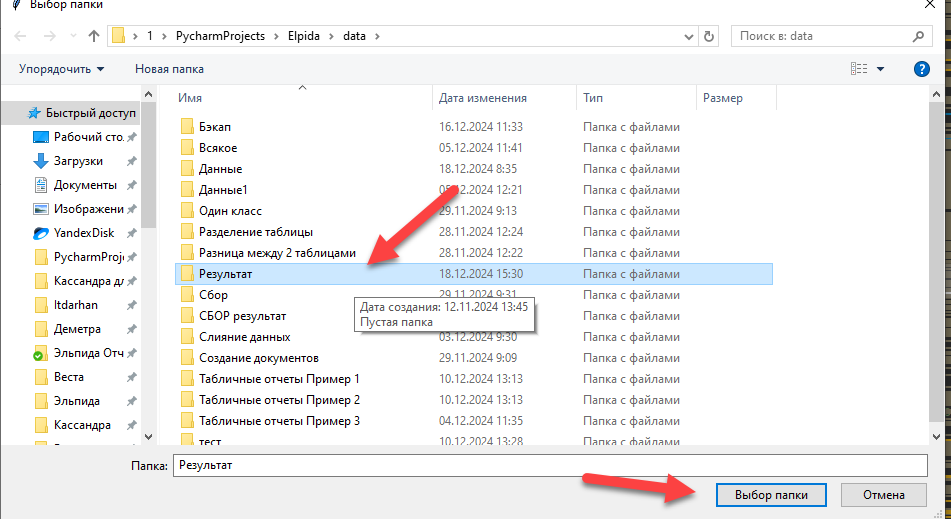 Выбор папки
1 PycharmProjects Elpida data
Поиск в: data
Упорядочить Новая папка
Имя Дата изменения Тип Размер
Быстрый доступ
Рабочий сто.
Загрузки
Документы
Изображени
YandexDisk
PycharmProj
Кассандра дл
Itdarhan
Деметра
Эльпида Отч
Веста
Эльпида
Кассандра
Бэкап 16.12.2024 11:33 Папка с файлами
Всякое 05.12.2024 11:41 Папка с файлами
Данные 18.12.2024 8:35 Папка с файлами
Данные1 05.12.2024 12:21 Папка с файлами
Один класс 29.11.2024 9:13 Папка с файлами
Разделение таблицы 28.11.2024 12:24 Папка с файлами
Разница между 2 таблицами 28.11.2024 12:22 Папка с файлами
Результат 18.12.2024 15:30 Папка с файлами
Сбор 29.11.2024 9:31 Папка с файлами
Дата создания: 12.11.2024 13:45
Пустая папка
СБОР результат Папка с файлами
Слияние данных 03.12.2024 9:30 Папка с файлами
Создание документов 29.11.2024 9:09 Папка с файлами
Табличные отчеты Пример 1 10.12.2024 13:13 Папка с файлами
Табличные отчеты Пример 2 10.12.2024 13:13 Папка с файлами
Табличные отчеты Пример 3 04.12.2024 11:35 Папка с файлами
тест 10.12.2024 13:28 Папка с файлами
Папка: Результат
Выбор папки Отмена